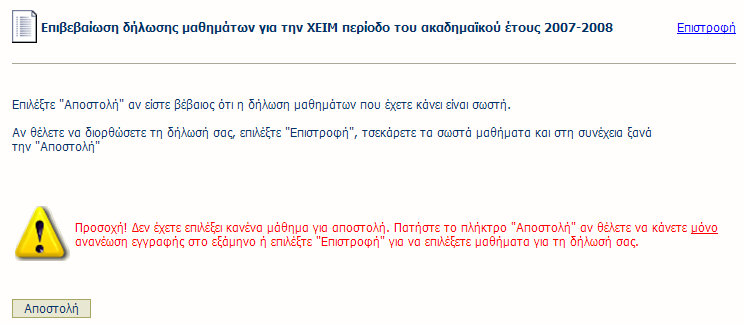 Επιβεβαίωση δήλωσης μαθημάτων για την ΧΕΙΜ περίοδο του ακαδημαϊκού έτους 2007-2008 Επιστροφή
Επιλέξτε "Αποστολή" αν είστε βέβαιος ότι η δήλωση μαθημάτων που έχετε κάνει είναι σωστή.
Αν θέλετε να διορθώσετε τη δήλωσή σας, επιλέξτε "Επιστροφή", τσεκάρετε τα σωστά μαθήματα και στη συνέχεια ξανά
την "Αποστολή"
Προσοχή! Δεν έχετε επιλέξει κανένα μάθημα για αποστολή. Πατήστε το πλήκτρο "Αποστολή" αν θέλετε να κάνετε μόνο
ανανέωση εγγραφής στο εξάμηνο ή επιλέξτε "Επιστροφή" για να επιλέξετε μαθήματα για τη δήλωσή σας.
Αποστολή